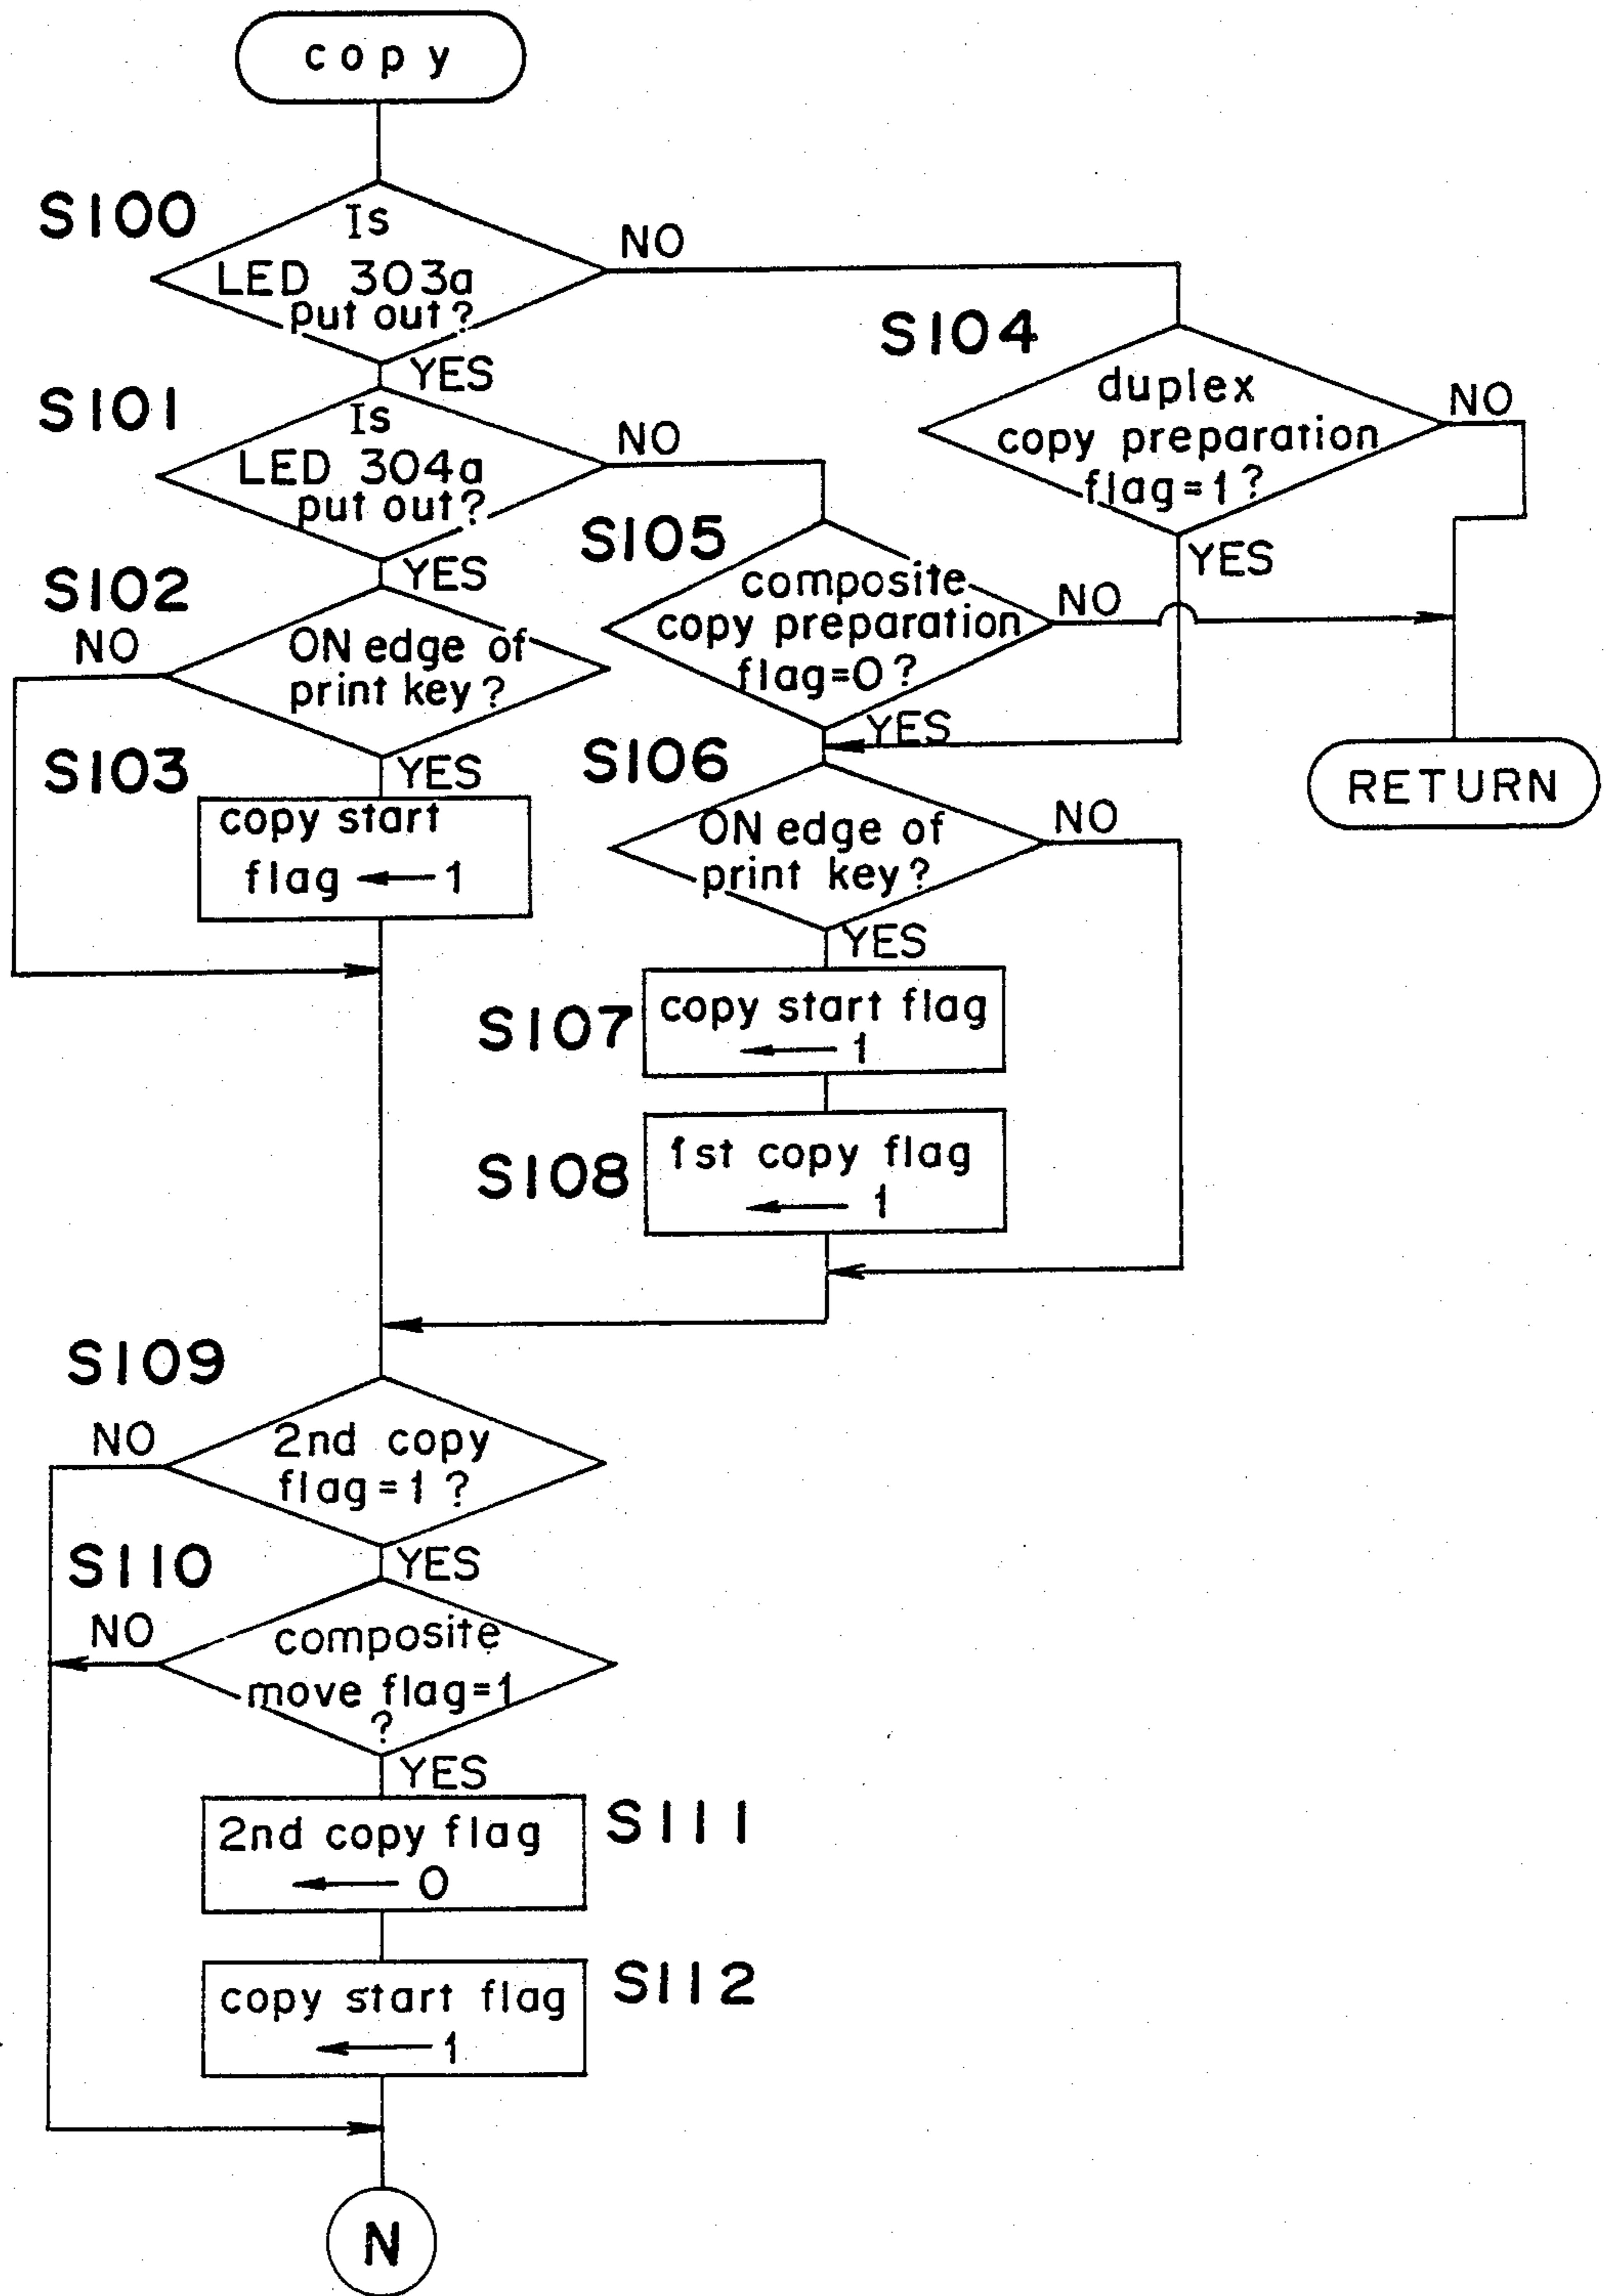 copy
S100
Is
LED 303a
put out?
NO
YES
S101
Is
LED 304a
put out?
NO
YES
S104
duplex
copy preparation
flag=1?
NO
YES
S105
composite
copy preparation
flag=0?
NO
YES
S102
NO
ON edge of
print key?
YES
S103
copy start
flag ← 1
S106
ON edge of
print key?
NO
YES
RETURN
S107
copy start flag
← 1
S108
1st copy flag
← 1
S109
NO
2nd copy
flag=1?
YES
S110
NO
composite
move flag=1
?
YES
2nd copy flag
← 0
S111
copy start flag
← 1
S112
N